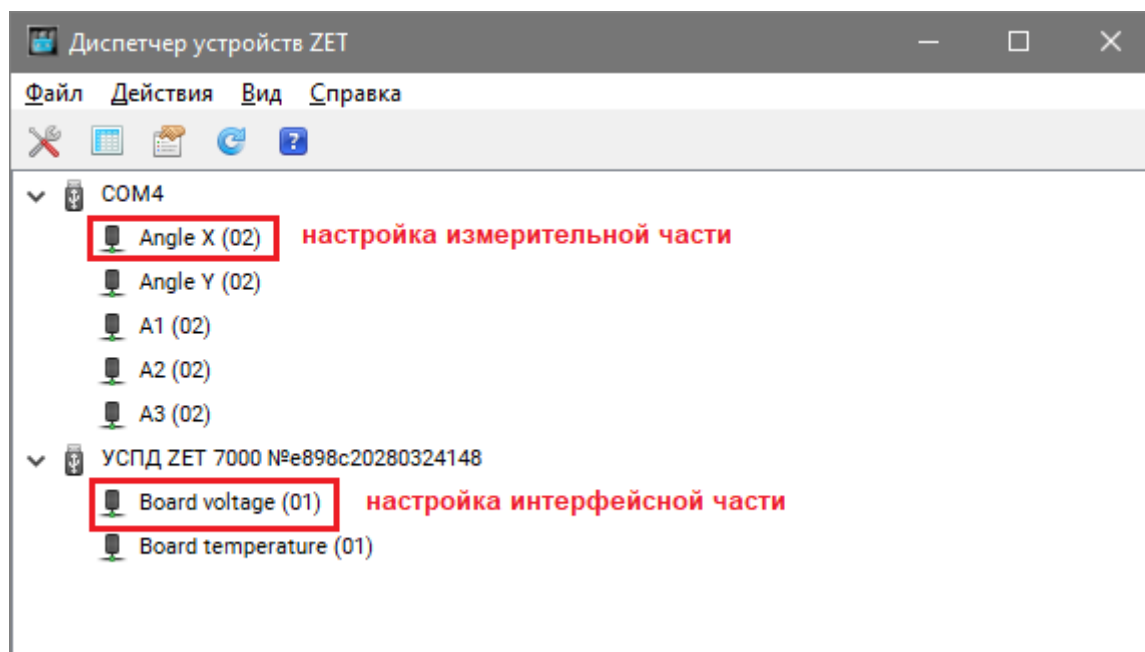 Диспетчер устройств ZET
Файл Действия Вид Справка
COM4
Angle X (02) настройка измерительной части
Angle Y (02)
A1 (02)
A2 (02)
A3 (02)
УСПД ZET 7000 №e898c20280324148
Board voltage (01) настройка интерфейсной части
Board temperature (01)